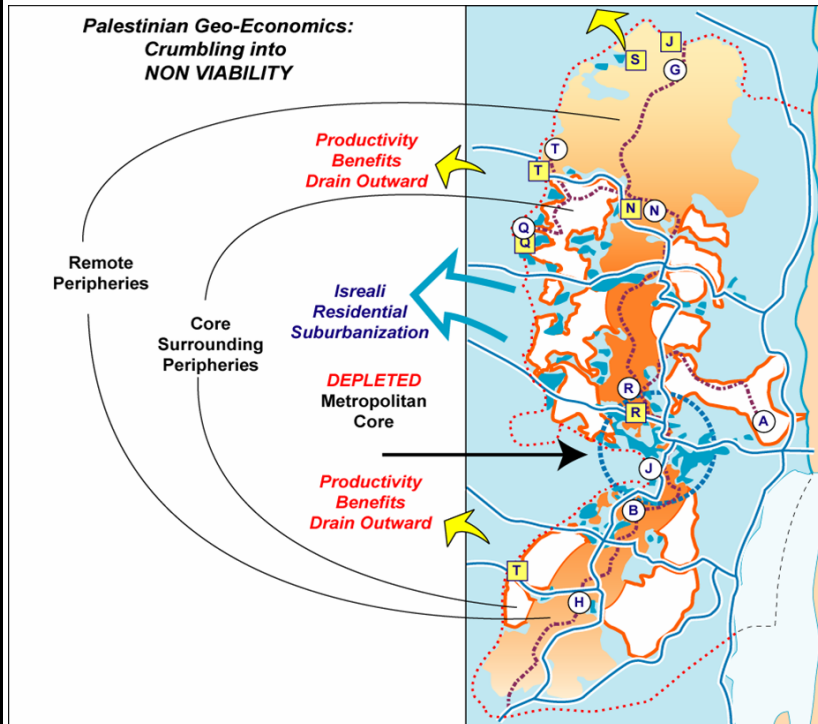 Palestinian Geo-Economics:
Crumbling into
NON VIABILITY
Productivity
Benefits
Drain Outward
Remote
Peripheries
Core
Surrounding
Peripheries
Isreali
Residential
Suburbanization
DEPLETED
Metropolitan
Core
Productivity
Benefits
Drain Outward
J
S
G
T
T
N
N
Q
Q
R
R
A
J
B
T
H